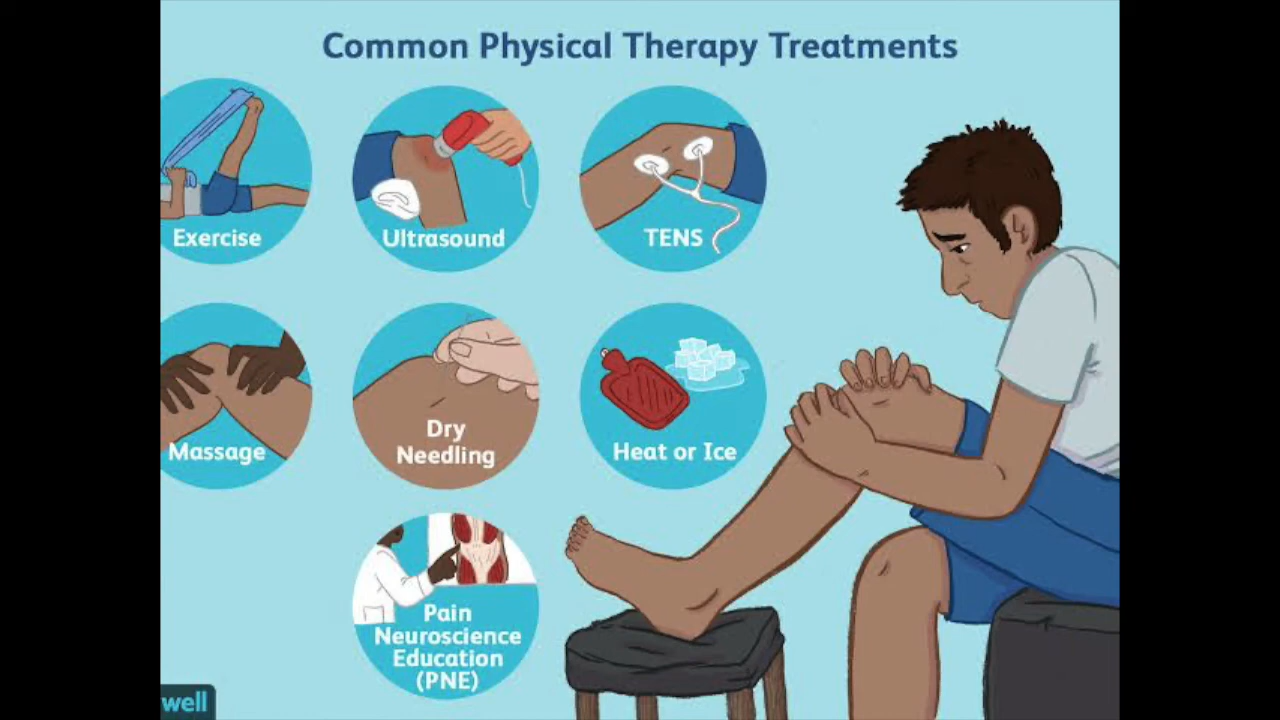 Common Physical Therapy Treatments
Exercise
Ultrasound
TENS
Massage
Dry
Needling
Heat or Ice
Pain
Neuroscience
Education
(PNE)
well